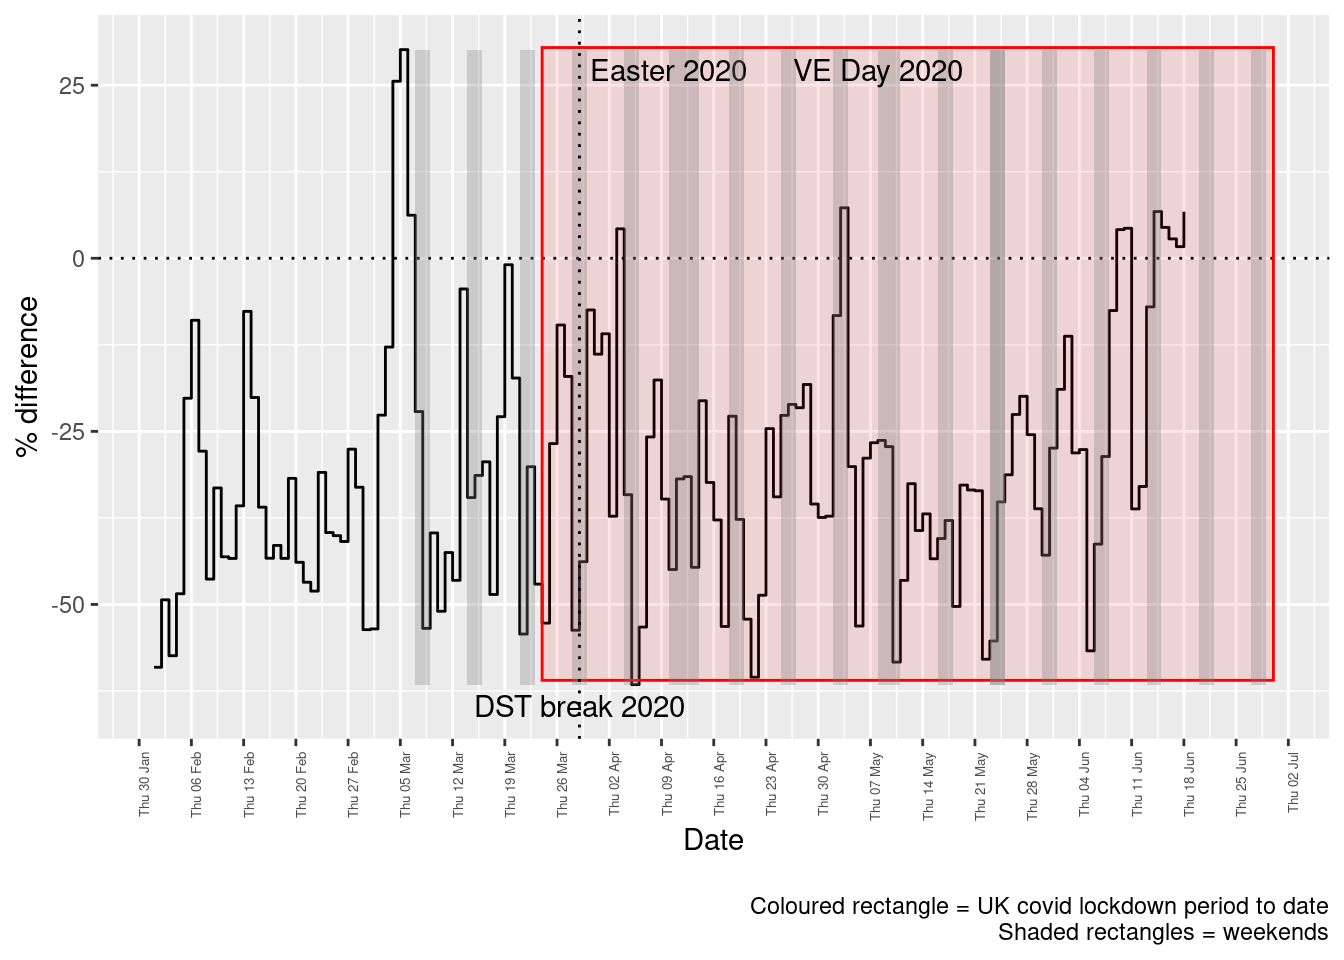 Easter 2020 VE Day 2020
25
0
-25
-50
% difference
DST break 2020
Thu 30 Jan
Thu 06 Feb
Thu 13 Feb
Thu 20 Feb
Thu 27 Feb
Thu 05 Mar
Thu 12 Mar
Thu 19 Mar
Thu 26 Mar
Thu 02 Apr
Thu 09 Apr
Thu 16 Apr
Thu 23 Apr
Thu 30 Apr
Thu 07 May
Thu 14 May
Thu 21 May
Thu 28 May
Thu 04 Jun
Thu 11 Jun
Thu 18 Jun
Thu 25 Jun
Thu 02 Jul
Date
Coloured rectangle = UK covid lockdown period to date
Shaded rectangles = weekends